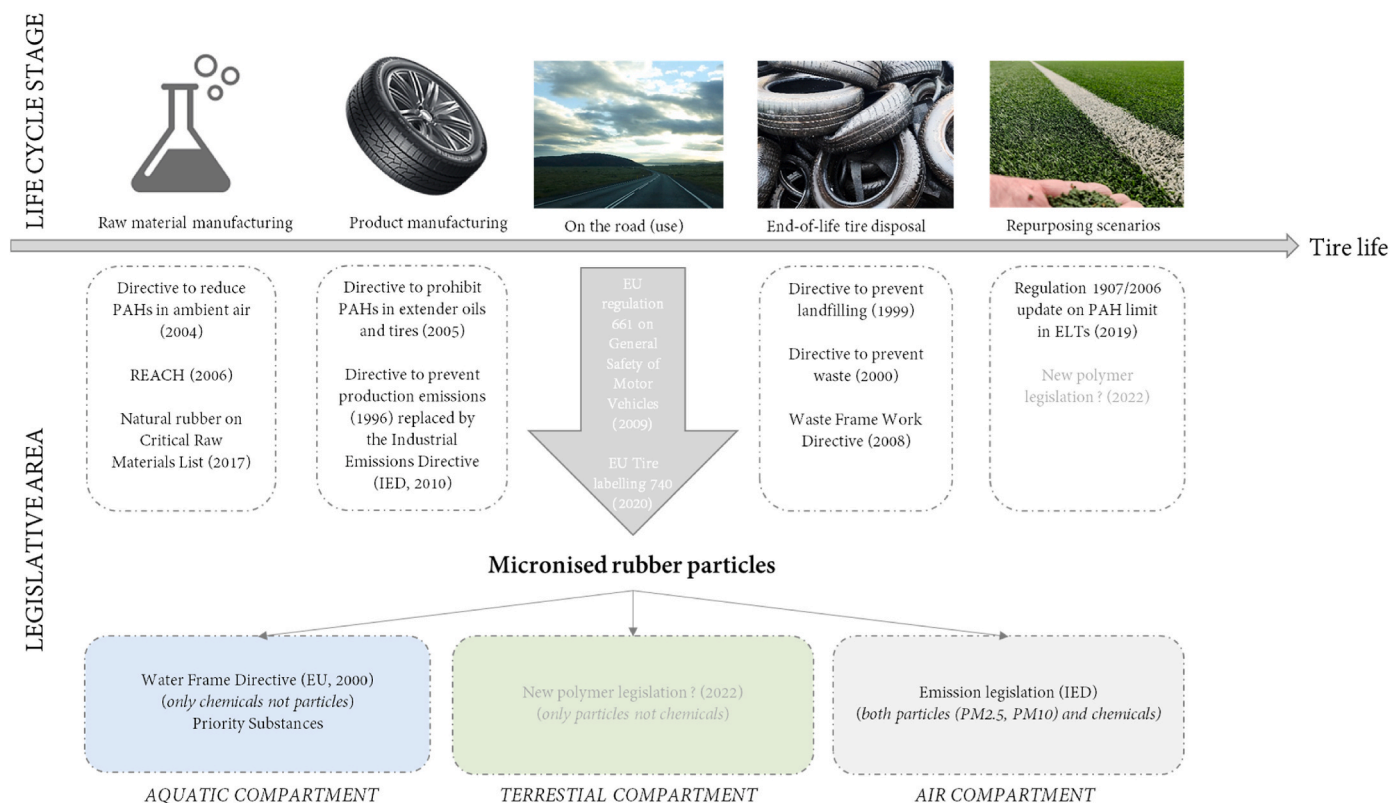 LIFE CYCLE STAGE
Raw material manufacturing
Product manufacturing
On the road (use)
End-of-life tire disposal
Repurposing scenarios
Tire life
LEGISLATIVE AREA
Directive to reduce
PAHs in ambient air
(2004)
REACH (2006)
Natural rubber on
Critical Raw
Materials List (2017)
Directive to prohibit
PAHs in extender oils
and tires (2005)
Directive to prevent
production emissions
(1996) replaced by
the Industrial
Emissions Directive
(IED, 2010)
EU
regulation
661 on
General
Safety of
Motor
Vehicles
(2009)
EU Tire
labelling 740
(2020)
Directive to prevent
landfilling (1999)
Directive to prevent
waste (2000)
Waste Frame Work
Directive (2008)
Regulation 1907/2006
update on PAH limit
in ELTs (2019)
New polymer
legislation? (2022)
Micronised rubber particles
Water Frame Directive (EU, 2000)
(only chemicals not particles)
Priority Substances
New polymer legislation? (2022)
(only particles not chemicals)
Emission legislation (IED)
(both particles (PM2.5, PM10) and chemicals)
AQUATIC COMPARTMENT
TERRESTIAL COMPARTMENT
AIR COMPARTMENT